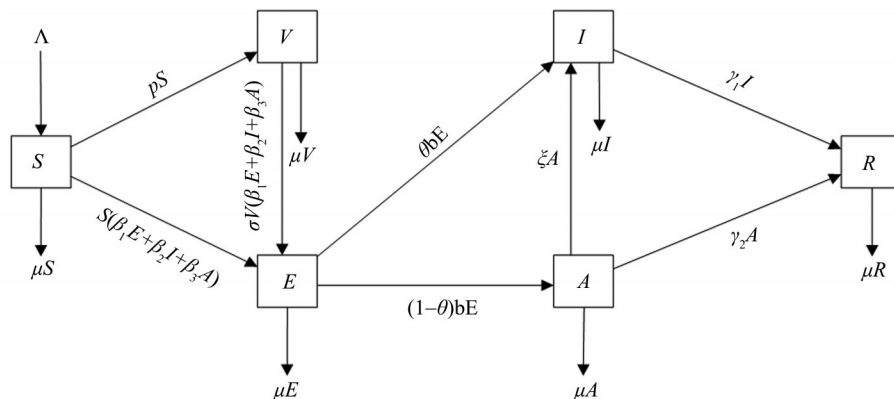 Λ
V
I
pS
σV(β₁E+β₂I+β₃A)
μV
θbE
ξA
μI
γ₁I
S
R
S(β₁E+β₂I+β₃A)
γ₂A
μS
E
A
μR
(1–θ)bE
μE
μA